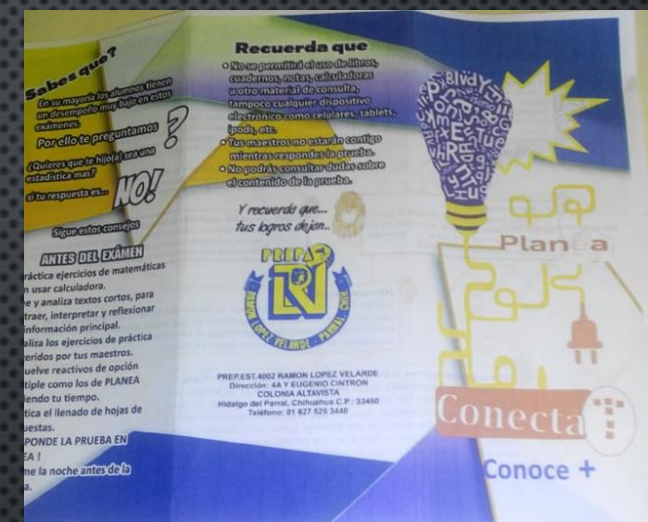 Sabes que?
En su mayoría los alumnos tienen
un desempeño muy bajo en estos
examenes.
Por ello te preguntamos
?
¿Quieres que te hijo(a) sea una
estadistica mas?
si tu respuesta es...
NO!
Sigue estos consejos
ANTES DEL EXÁMEN
ráctica ejercicios de matemáticas
n usar calculadora.
e y analiza textos cortos, para
traer, interpretar y reflexionar
información principal.
aliza los ejercicios de práctica
eridos por tus maestros.
uelve reactivos de opción
tiple como los de PLANEA
iendo tu tiempo.
tica el llenado de hojas de
uestas.
PONDE LA PRUEBA EN
EA !
me la noche antes de la
a.
Recuerda que
• No se permitirá el uso de libros,
cuadernos, notas, calculadoras
u otro material de consulta,
tampoco cualquier dispositivo
electrónico como celulares, tablets,
ipods, etc.
• Tus maestros no estarán contigo
mientras respondes la prueba.
• No podrás consultar dudas sobre
el contenido de la prueba.
Y recuerda que...
tus logros dejan..
PREPA
RAMON LOPEZ VELARDE - PARRAL CHIH
PREP.EST.4002 RAMON LOPEZ VELARDE
Dirección: 4A Y EUGENIO CINTRON
COLONIA ALTAVISTA
Hidalgo del Parral, Chihuahua C.P.: 33450
Teléfono: 01 627 525 3440
Planea
Conecta
Conoce +